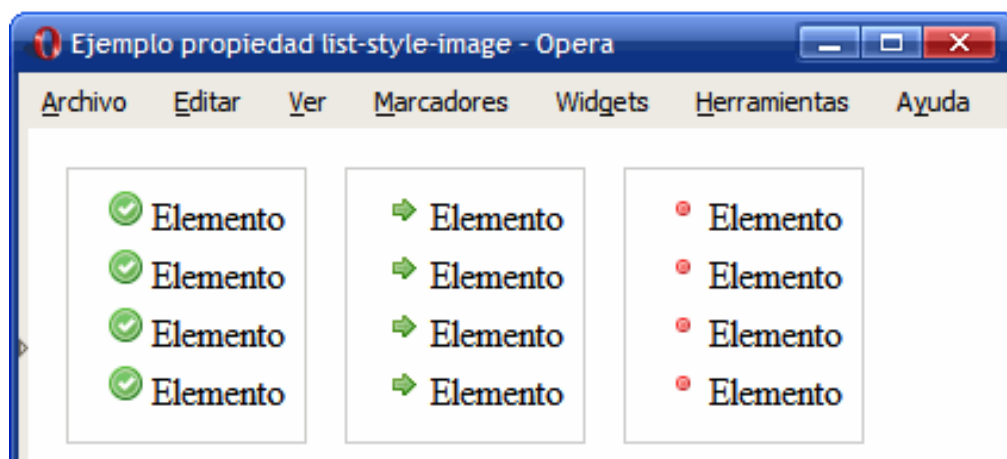 Ejemplo propiedad list-style-image - Opera
Archivo Editar Ver Marcadores Widgets Herramientas Ayuda
Elemento
Elemento
Elemento
Elemento
Elemento
Elemento
Elemento
Elemento
Elemento
Elemento
Elemento
Elemento